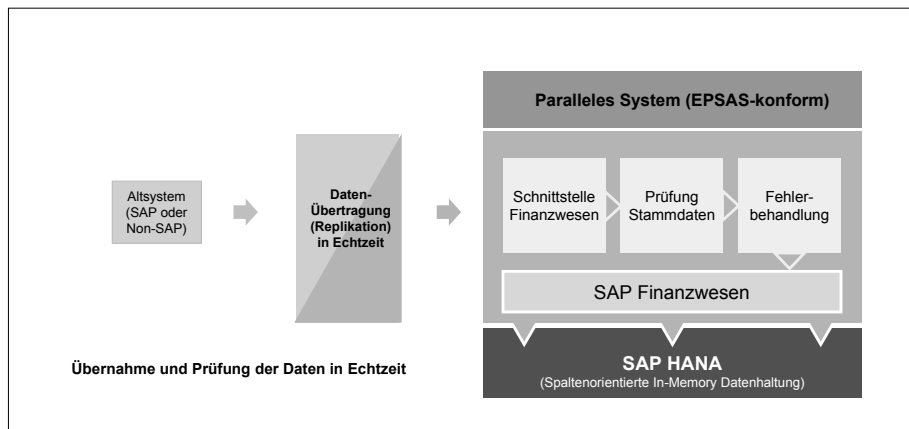 Paralleles System (EPSAS-konform)
Altsystem
(SAP oder
Non-SAP)
Daten-
Übertragung
(Replikation)
in Echtzeit
Schnittstelle
Finanzwesen
Prüfung
Stammdaten
Fehler-
behandlung
SAP Finanzwesen
Übernahme und Prüfung der Daten in Echtzeit
SAP HANA
(Spaltenorientierte In-Memory Datenhaltung)